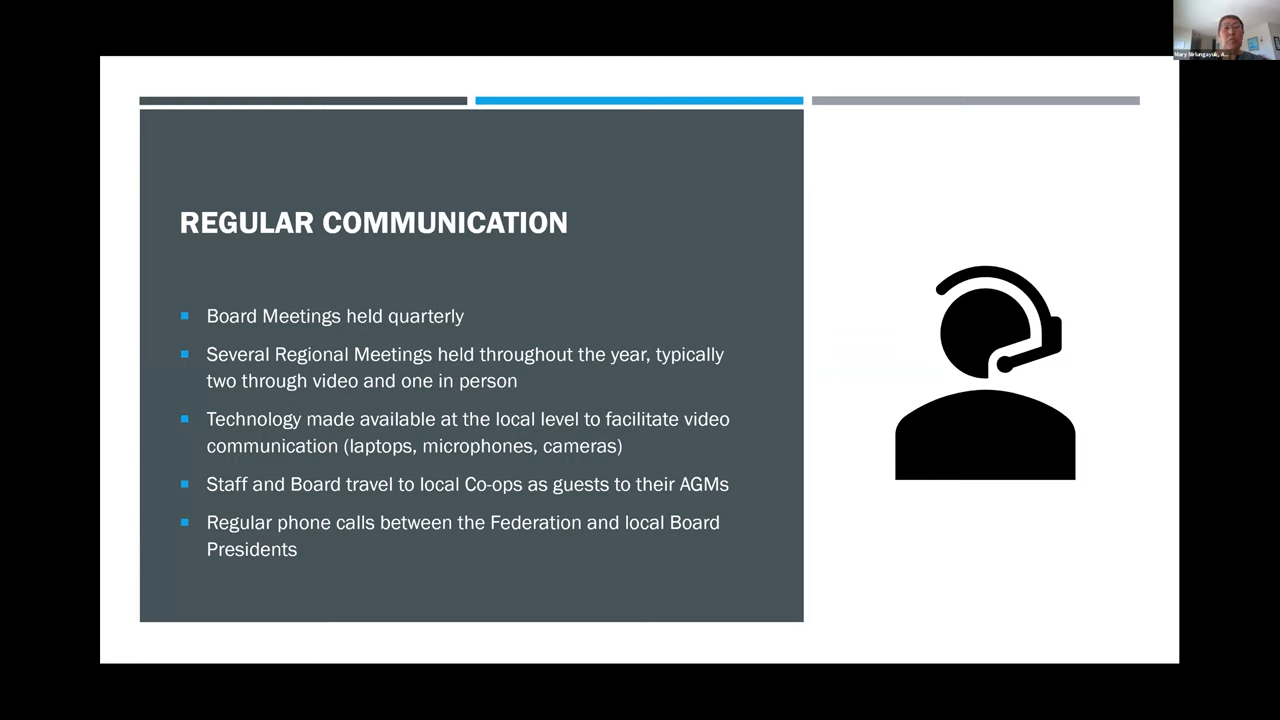 Mary Nirlungayuk, A...
REGULAR COMMUNICATION
Board Meetings held quarterly
Several Regional Meetings held throughout the year, typically
two through video and one in person
Technology made available at the local level to facilitate video
communication (laptops, microphones, cameras)
Staff and Board travel to local Co-ops as guests to their AGMs
Regular phone calls between the Federation and local Board
Presidents